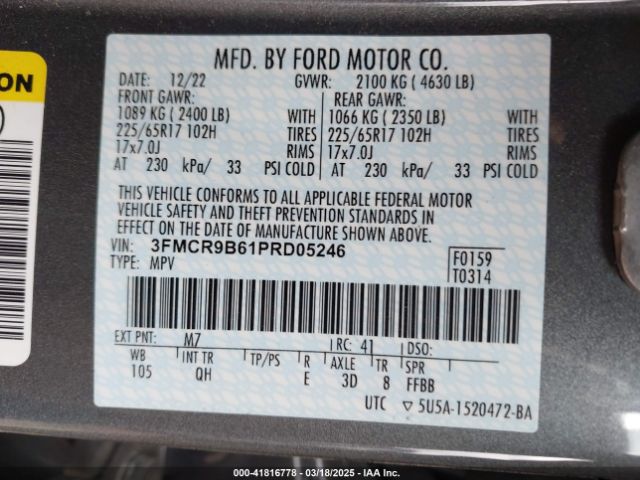 ON
MFD. BY FORD MOTOR CO.
DATE: 12/22 GVWR: 2100 KG ( 4630 LB)
FRONT GAWR: REAR GAWR:
1089 KG ( 2400 LB) WITH 1066 KG ( 2350 LB) WITH
225/65R17 102H TIRES 225/65R17 102H TIRES
17x7.0J RIMS 17x7.0J RIMS
AT 230 kPa/ 33 PSI COLD AT 230 kPa/ 33 PSI COLD
THIS VEHICLE CONFORMS TO ALL APPLICABLE FEDERAL MOTOR
VEHICLE SAFETY AND THEFT PREVENTION STANDARDS IN
EFFECT ON THE DATE OF MANUFACTURE SHOWN ABOVE.
VIN: 3FMCR9B61PRD05246 F0159
TYPE: MPV T0314
EXT PNT: M7 RC: 41 DSO:
WB INT TR TP/PS R AXLE TR SPR
105 QH E 3D 8 FFBB
UTC ▽ 5U5A-1520472-BA
000-41816778 — 03/18/2025 — IAA Inc.